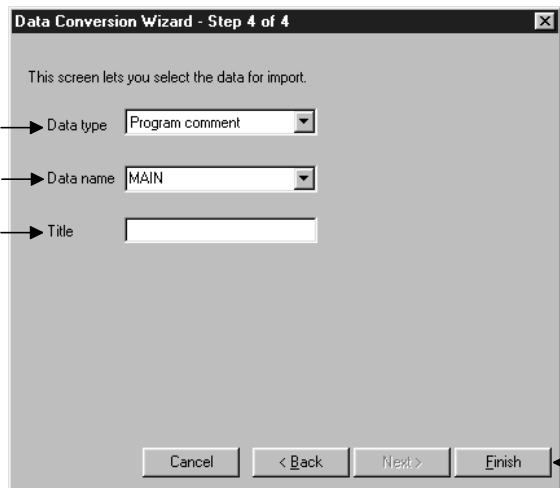 Data Conversion Wizard - Step 4 of 4
This screen lets you select the data for import.
Data type Program comment
Data name MAIN
Title
Cancel < Back Next > Finish